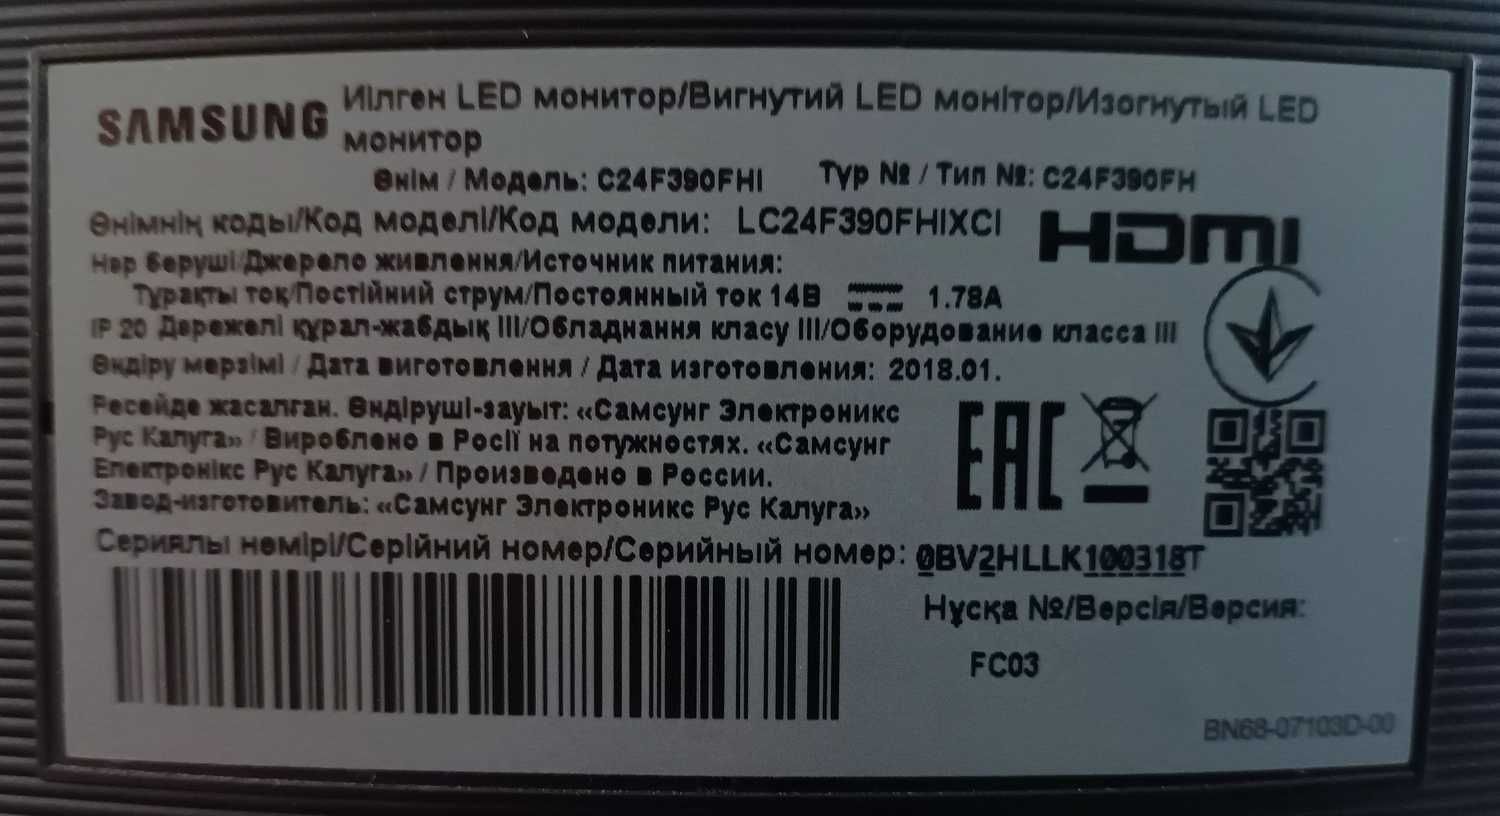 SAMSUNG Иілген LED монитор/Вигнутий LED монітор/Изогнутый LED
монитор
Өнім / Модель: C24F390FHI Түр № / Тип №: C24F390FH
Өнімнің коды/Код моделі/Код модели: LC24F390FHIXCI
HDMI
Нәр беруші/Джерело живлення/Источник питания:
Тұрақты ток/Постійний струм/Постоянный ток 14В 1.78А
IP 20 Дәрежелі құрал-жабдық III/Обладнання класу III/Оборудование класса III
Өндіру мерзімі / Дата виготовлення / Дата изготовления: 2018.01.
Ресейде жасалған. Өндіруші-зауыт: «Самсунг Электроникс
Рус Калуга» / Вироблено в Росії на потужностях. «Самсунг
Електронікс Рус Калуга» / Произведено в России.
Завод-изготовитель: «Самсунг Электроникс Рус Калуга»
EAC
Сериялы нөмірі/Серійний номер/Серийный номер: 0BV2HLLK100318T
Нұсқа №/Версія/Версия:
FC03
BN68-07103D-00